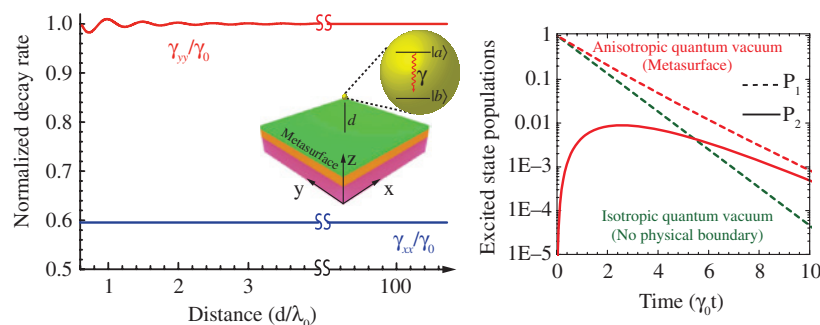 Normalized decay rate
1.0
0.9
0.8
0.7
0.6
0.5
γyy/γ0
γxx/γ0
|a⟩
γ
|b⟩
d
Metasurface
z
y
x
1
2
3
100
Distance (d/λ0)
Excited state populations
1
0.1
0.01
1E−3
1E−4
1E−5
Anisotropic quantum vacuum
(Metasurface)
P1
P2
Isotropic quantum vacuum
(No physical boundary)
0
2
4
6
8
10
Time (γ0t)